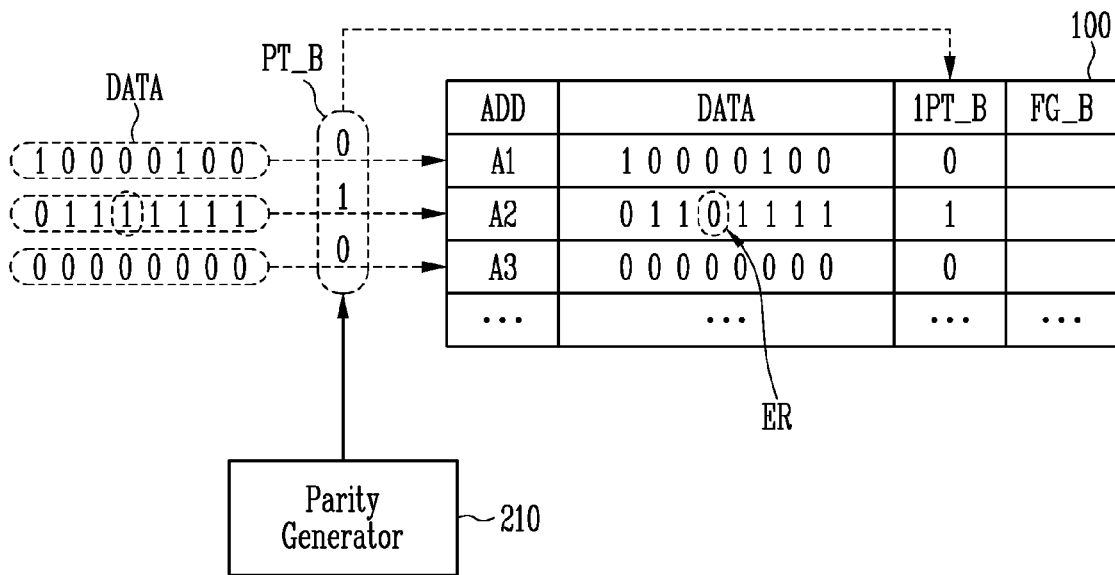 100
PT_B
DATA
ADD DATA 1PT_B FG_B
1 0 0 0 0 1 0 0 0 A1 1 0 0 0 0 1 0 0 0
0 1 1 1 1 1 1 1 1 A2 0 1 1 0 1 1 1 1 1
0 0 0 0 0 0 0 0 0 A3 0 0 0 0 0 0 0 0 0
... ... ... ...
ER
Parity
Generator
210